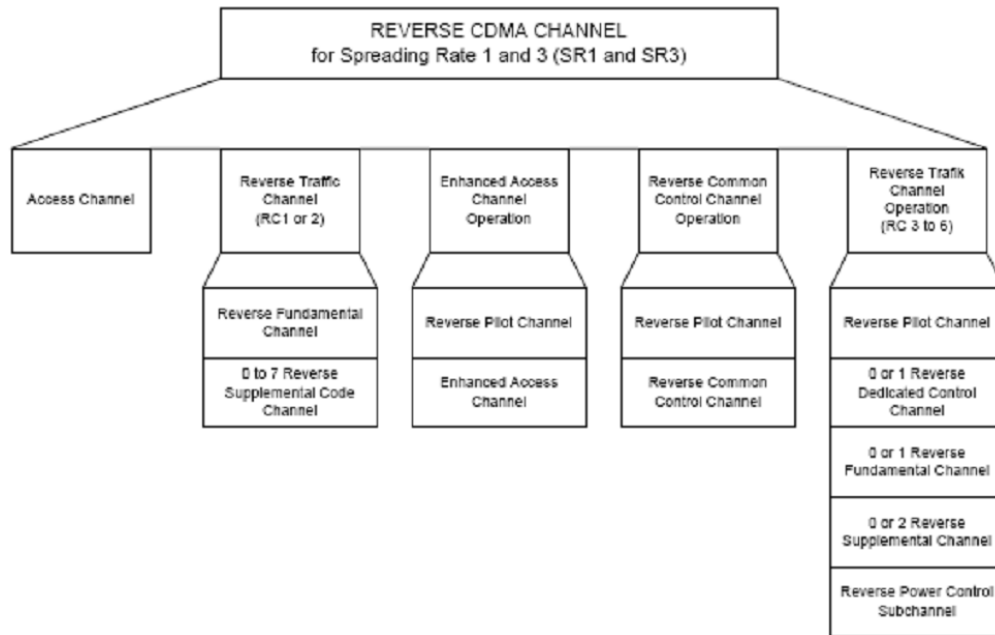 REVERSE CDMA CHANNEL
for Spreading Rate 1 and 3 (SR1 and SR3)
Access Channel
Reverse Traffic
Channel
(RC1 or 2)
Enhanced Access
Channel
Operation
Reverse Common
Control Channel
Operation
Reverse Trafik
Channel
Operation
(RC 3 to 6)
Reverse Fundamental
Channel
0 to 7 Reverse
Supplemental Code
Channel
Reverse Pilot Channel
Enhanced Access
Channel
Reverse Pilot Channel
Reverse Common
Control Channel
Reverse Pilot Channel
0 or 1 Reverse
Dedicated Control
Channel
0 or 1 Reverse
Fundamental Channel
0 or 2 Reverse
Supplemental Channel
Reverse Power Control
Subchannel